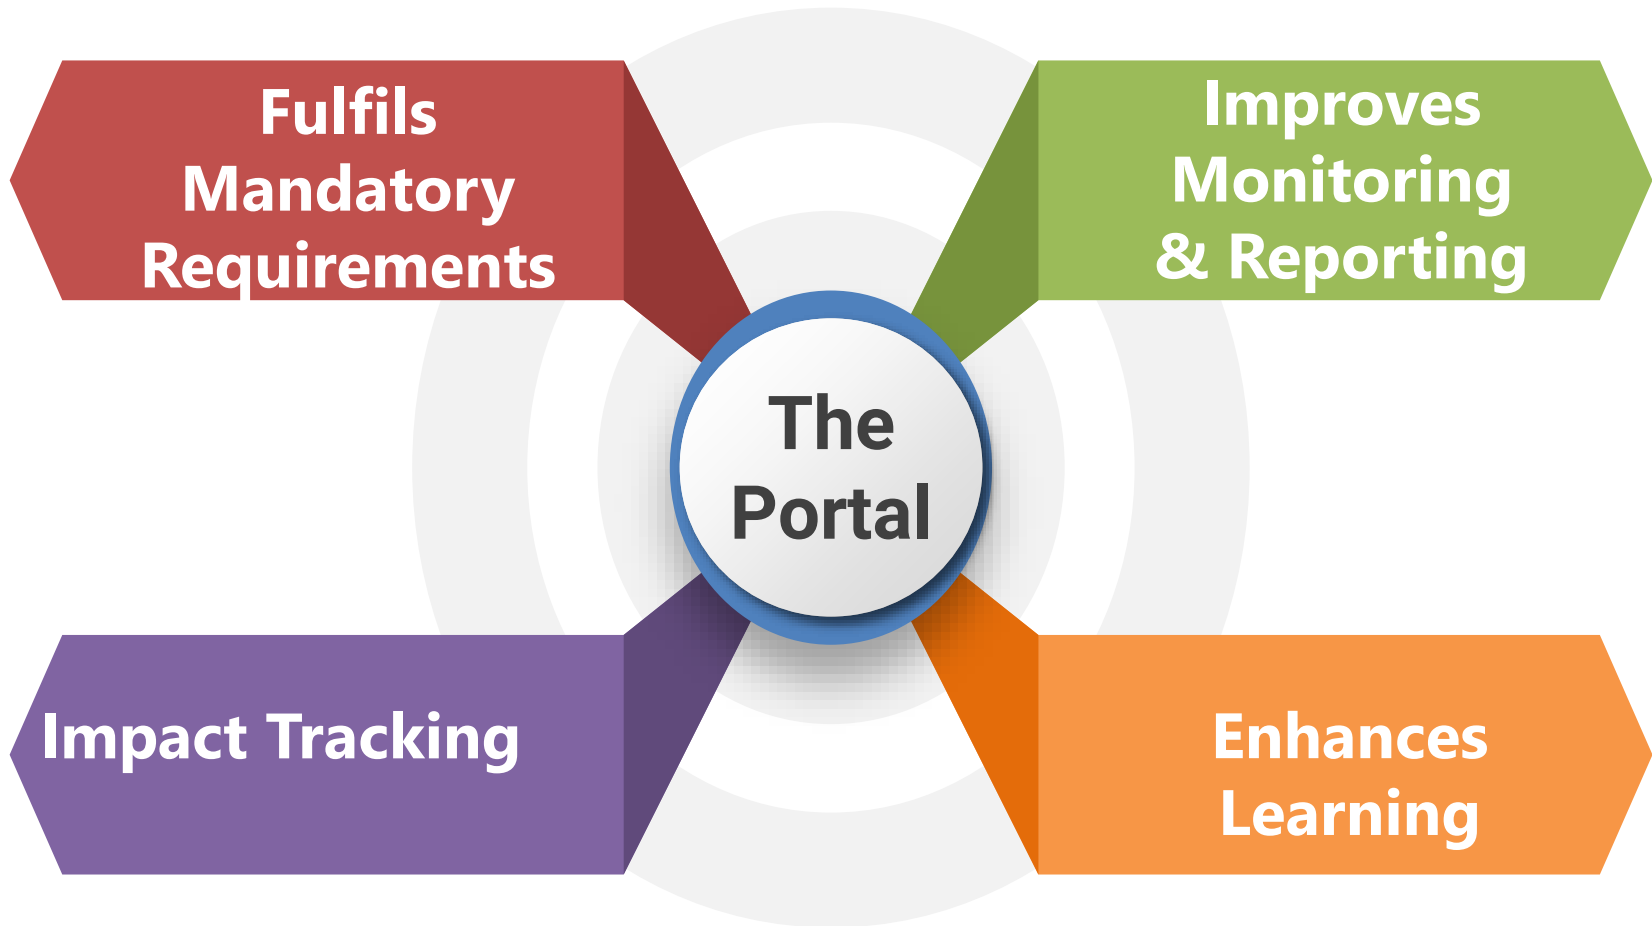 Fulfils
Mandatory
Requirements
Improves
Monitoring
& Reporting
The
Portal
Impact Tracking
Enhances
Learning